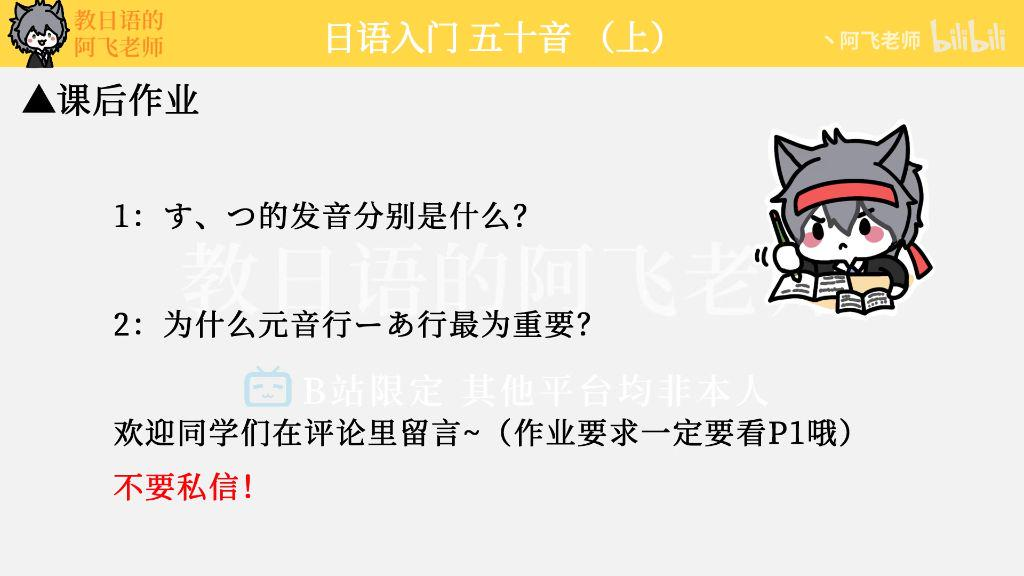 教日语的
阿飞老师
日语入门 五十音 （上）
丶阿飞老师 bilibili
▲课后作业
1：す、つ的发音分别是什么？
教日语的阿飞老
2：为什么元音行ーあ行最为重要？
B站限定 其他平台均非本人
欢迎同学们在评论里留言~（作业要求一定要看P1哦）
不要私信！